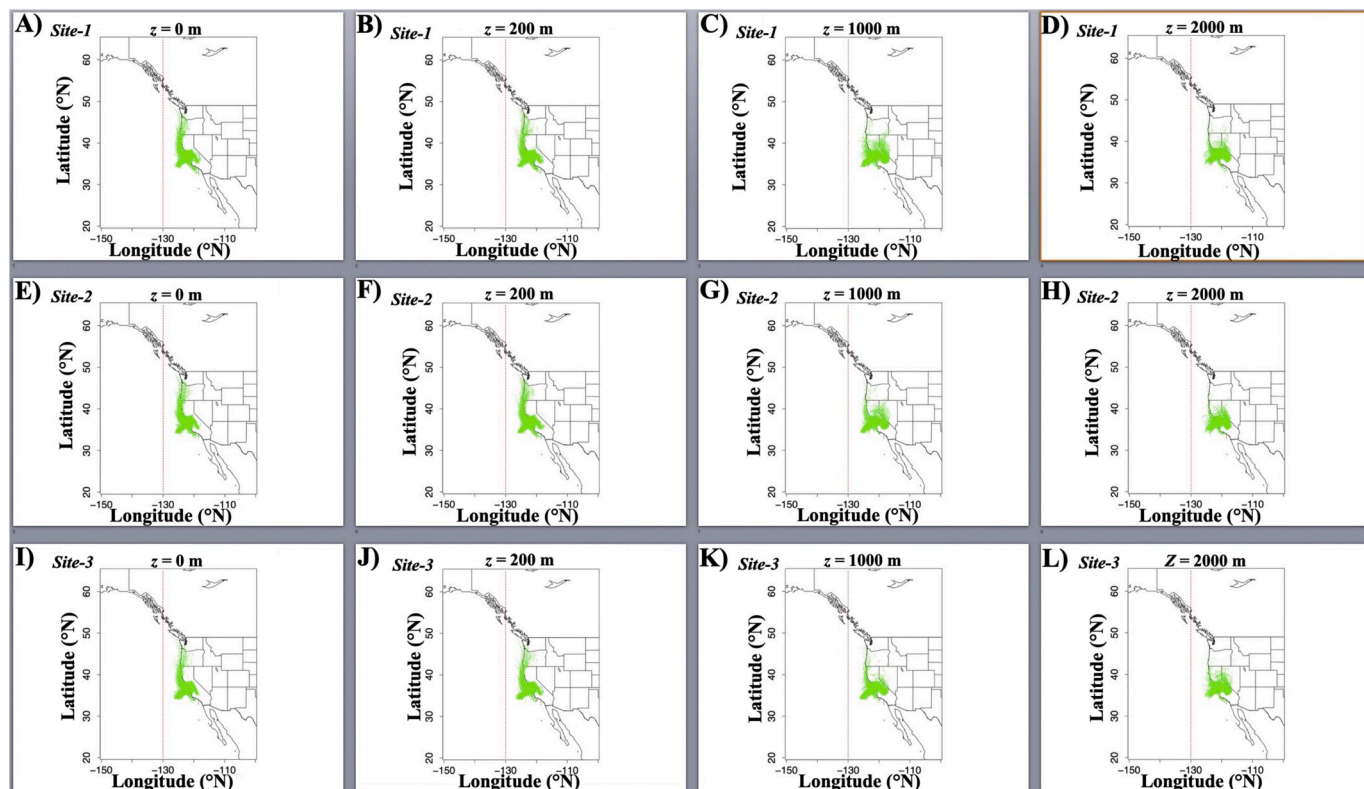 A) Site-1 z = 0 m
60
50
40
30
20
Latitude (°N)
−150 −130 −110
Longitude (°N)
B) Site-1 z = 200 m
60
50
40
30
20
Latitude (°N)
−150 −130 −110
Longitude (°N)
C) Site-1 z = 1000 m
60
50
40
30
20
Latitude (°N)
−150 −130 −110
Longitude (°N)
D) Site-1 z = 2000 m
60
50
40
30
20
Latitude (°N)
−150 −130 −110
Longitude (°N)
E) Site-2 z = 0 m
60
50
40
30
20
Latitude (°N)
−150 −130 −110
Longitude (°N)
F) Site-2 z = 200 m
60
50
40
30
20
Latitude (°N)
−150 −130 −110
Longitude (°N)
G) Site-2 z = 1000 m
60
50
40
30
20
Latitude (°N)
−150 −130 −110
Longitude (°N)
H) Site-2 z = 2000 m
60
50
40
30
20
Latitude (°N)
−150 −130 −110
Longitude (°N)
I) Site-3 z = 0 m
60
50
40
30
20
Latitude (°N)
−150 −130 −110
Longitude (°N)
J) Site-3 z = 200 m
60
50
40
30
20
Latitude (°N)
−150 −130 −110
Longitude (°N)
K) Site-3 z = 1000 m
60
50
40
30
20
Latitude (°N)
−150 −130 −110
Longitude (°N)
L) Site-3 Z = 2000 m
60
50
40
30
20
Latitude (°N)
−150 −130 −110
Longitude (°N)